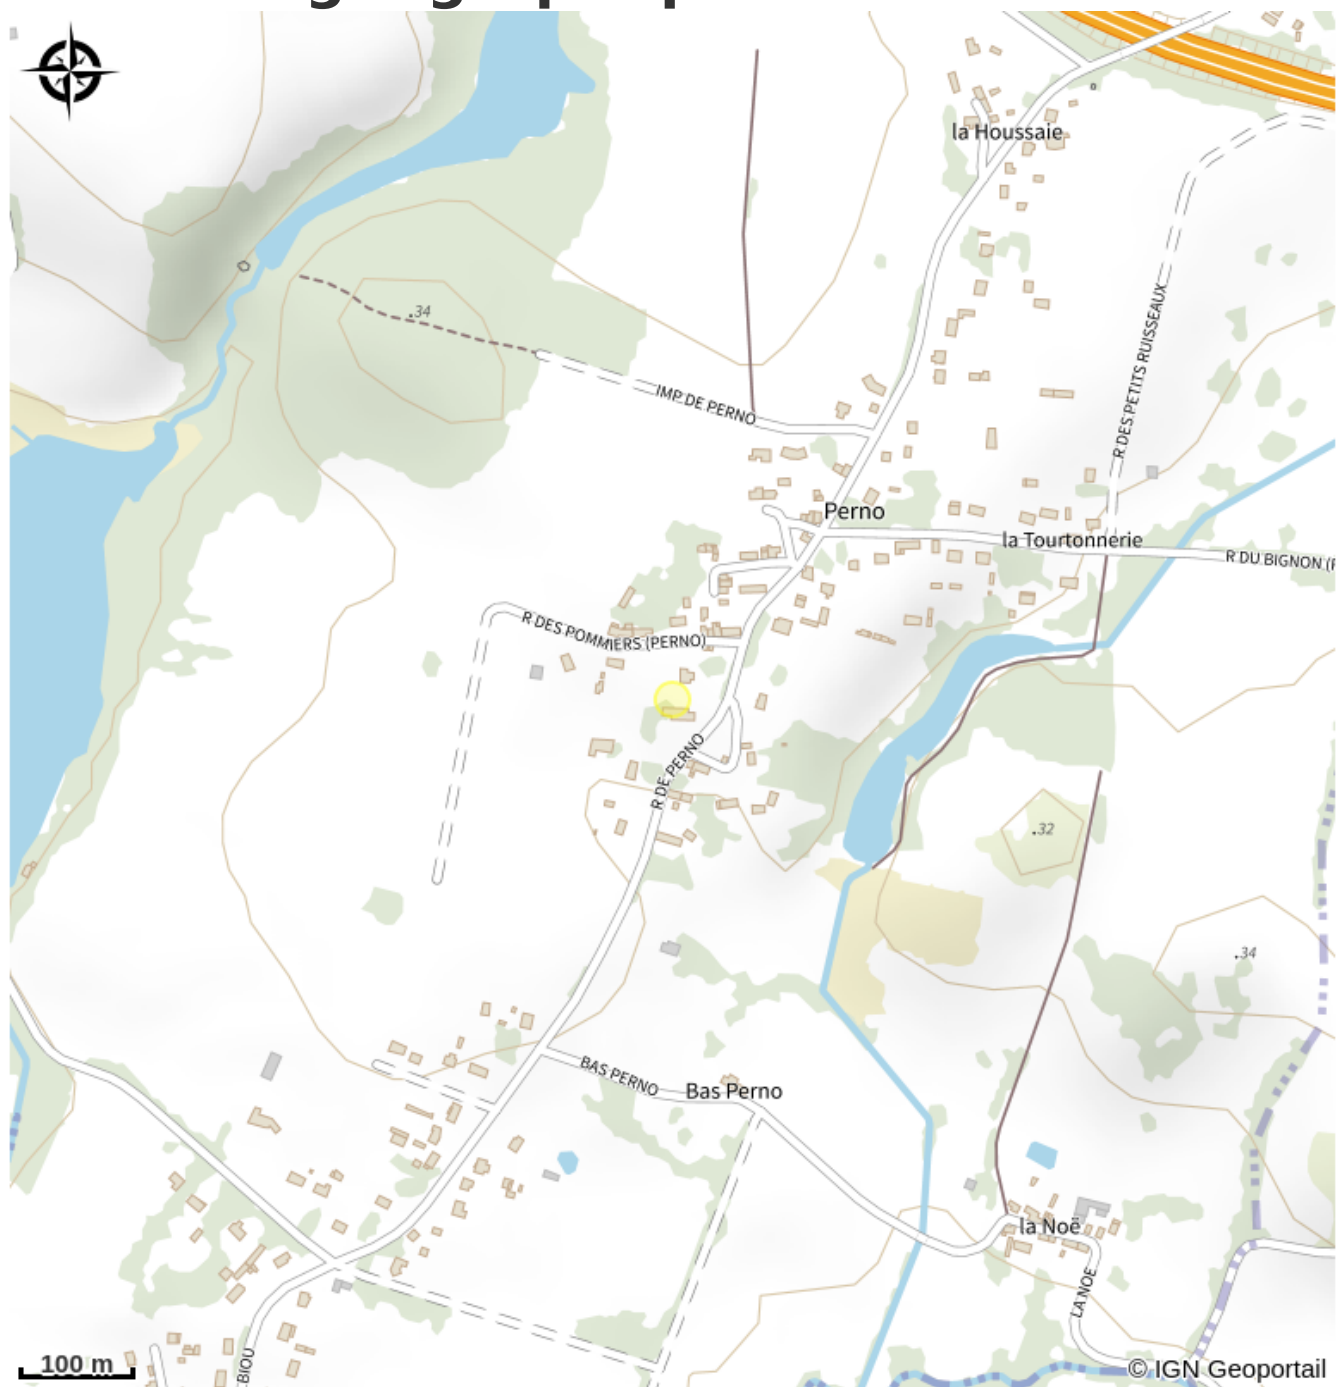 la Houssaie
.34
R DES PETITS RUISSEAUX
IMP DE PERNO
Perno
la Tourtonnerie
R DU BIGNON
R DES POMMIERS (PERNO)
R DE PERNO
.32
.34
BAS PERNO
Bas Perno
la Noë
LA NOE
100 m
© IGN Geoportail